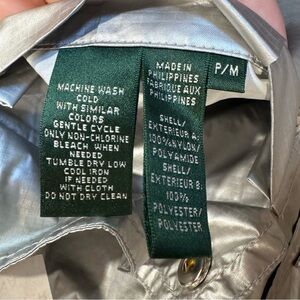 MACHINE WASH
COLD
WITH SIMILAR
COLORS
GENTLE CYCLE
ONLY NON-CHLORINE
BLEACH WHEN
NEEDED
TUMBLE DRY LOW
COOL IRON
IF NEEDED
WITH CLOTH
DO NOT DRY CLEAN
MADE IN
PHILIPPINES
FABRIQUE AUX
PHILIPPINES
SHELL/
EXTERIEUR A:
100%NYLON/
POLYAMIDE
SHELL/
EXTERIEUR B:
100%
POLYESTER/
POLYESTER
P/M